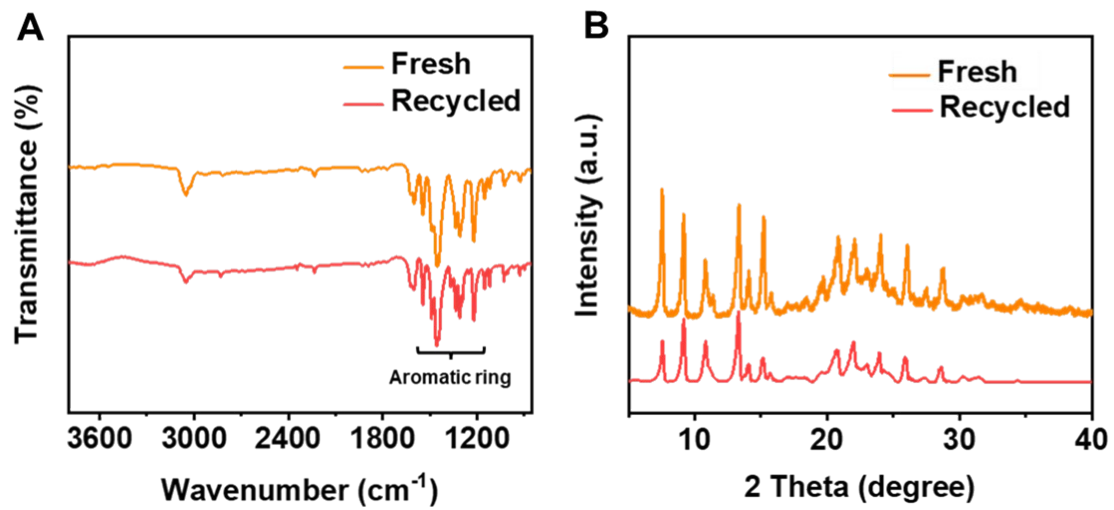 A
Transmittance (%)
Fresh
Recycled
Aromatic ring
3600 3000 2400 1800 1200
Wavenumber (cm⁻¹)
B
Intensity (a.u.)
Fresh
Recycled
10 20 30 40
2 Theta (degree)